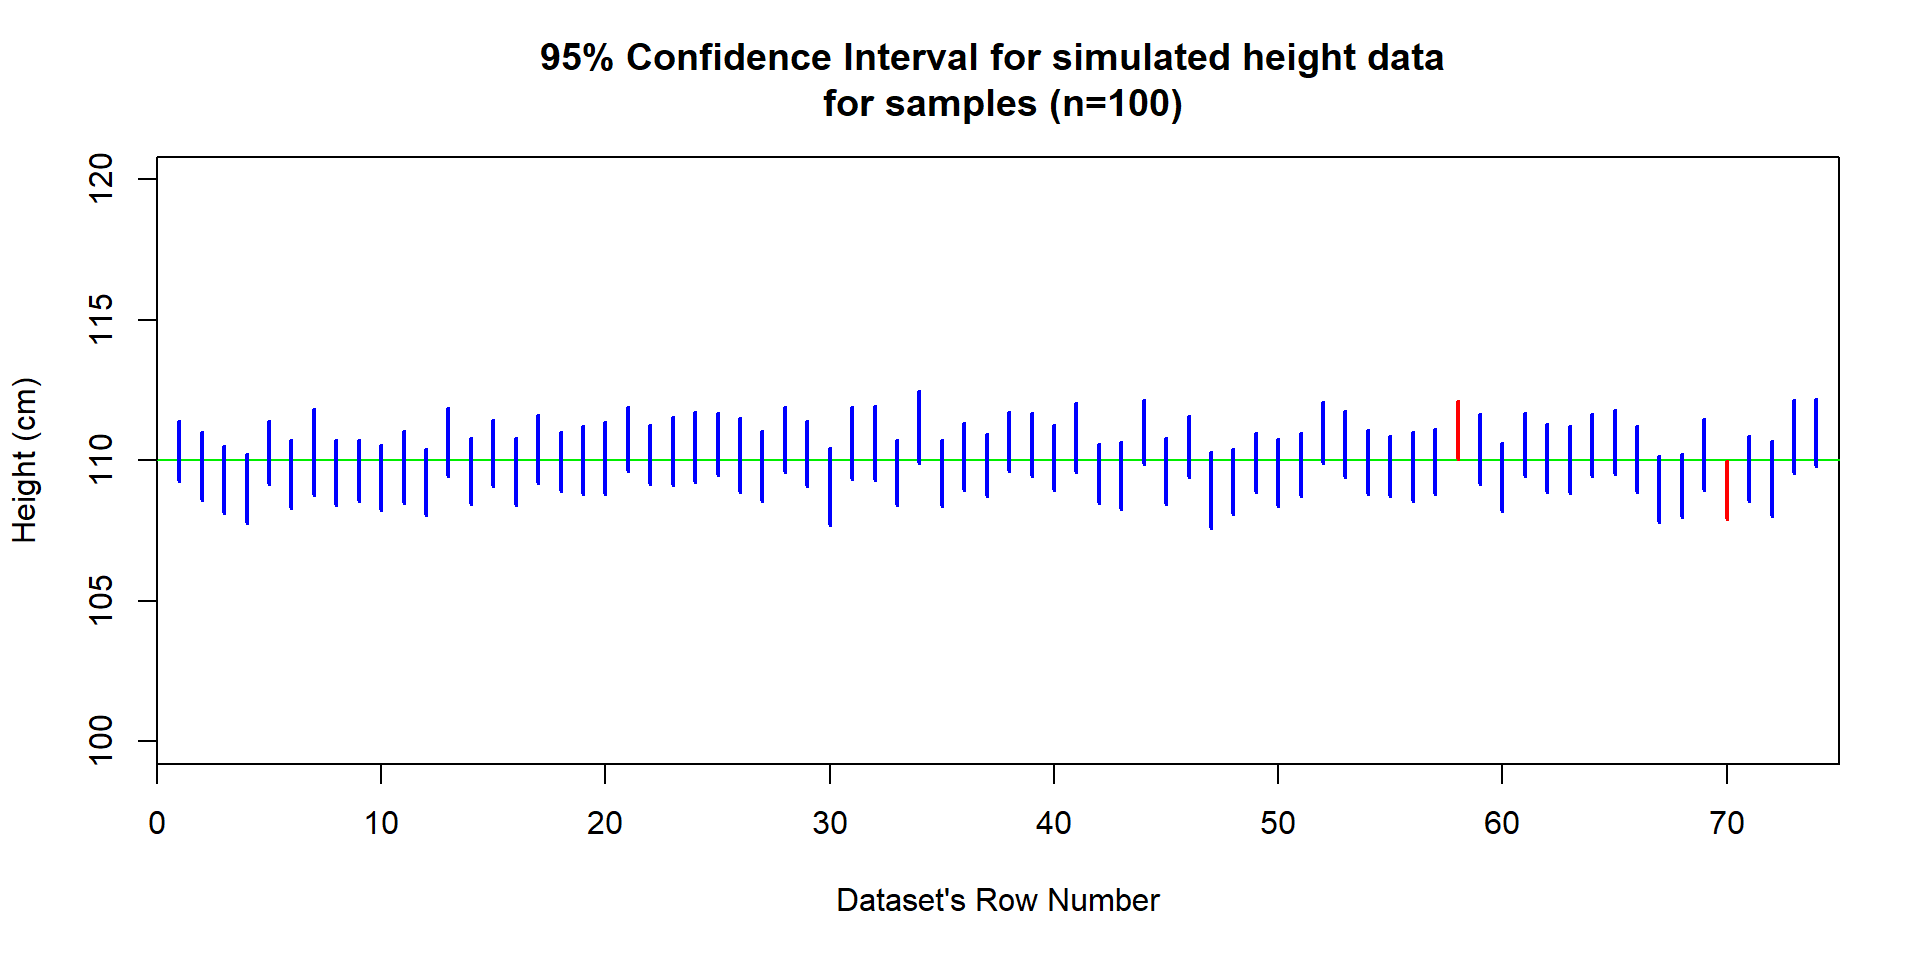 95% Confidence Interval for simulated height data
for samples (n=100)
Height (cm)
120
115
110
105
100
0 10 20 30 40 50 60 70
Dataset's Row Number